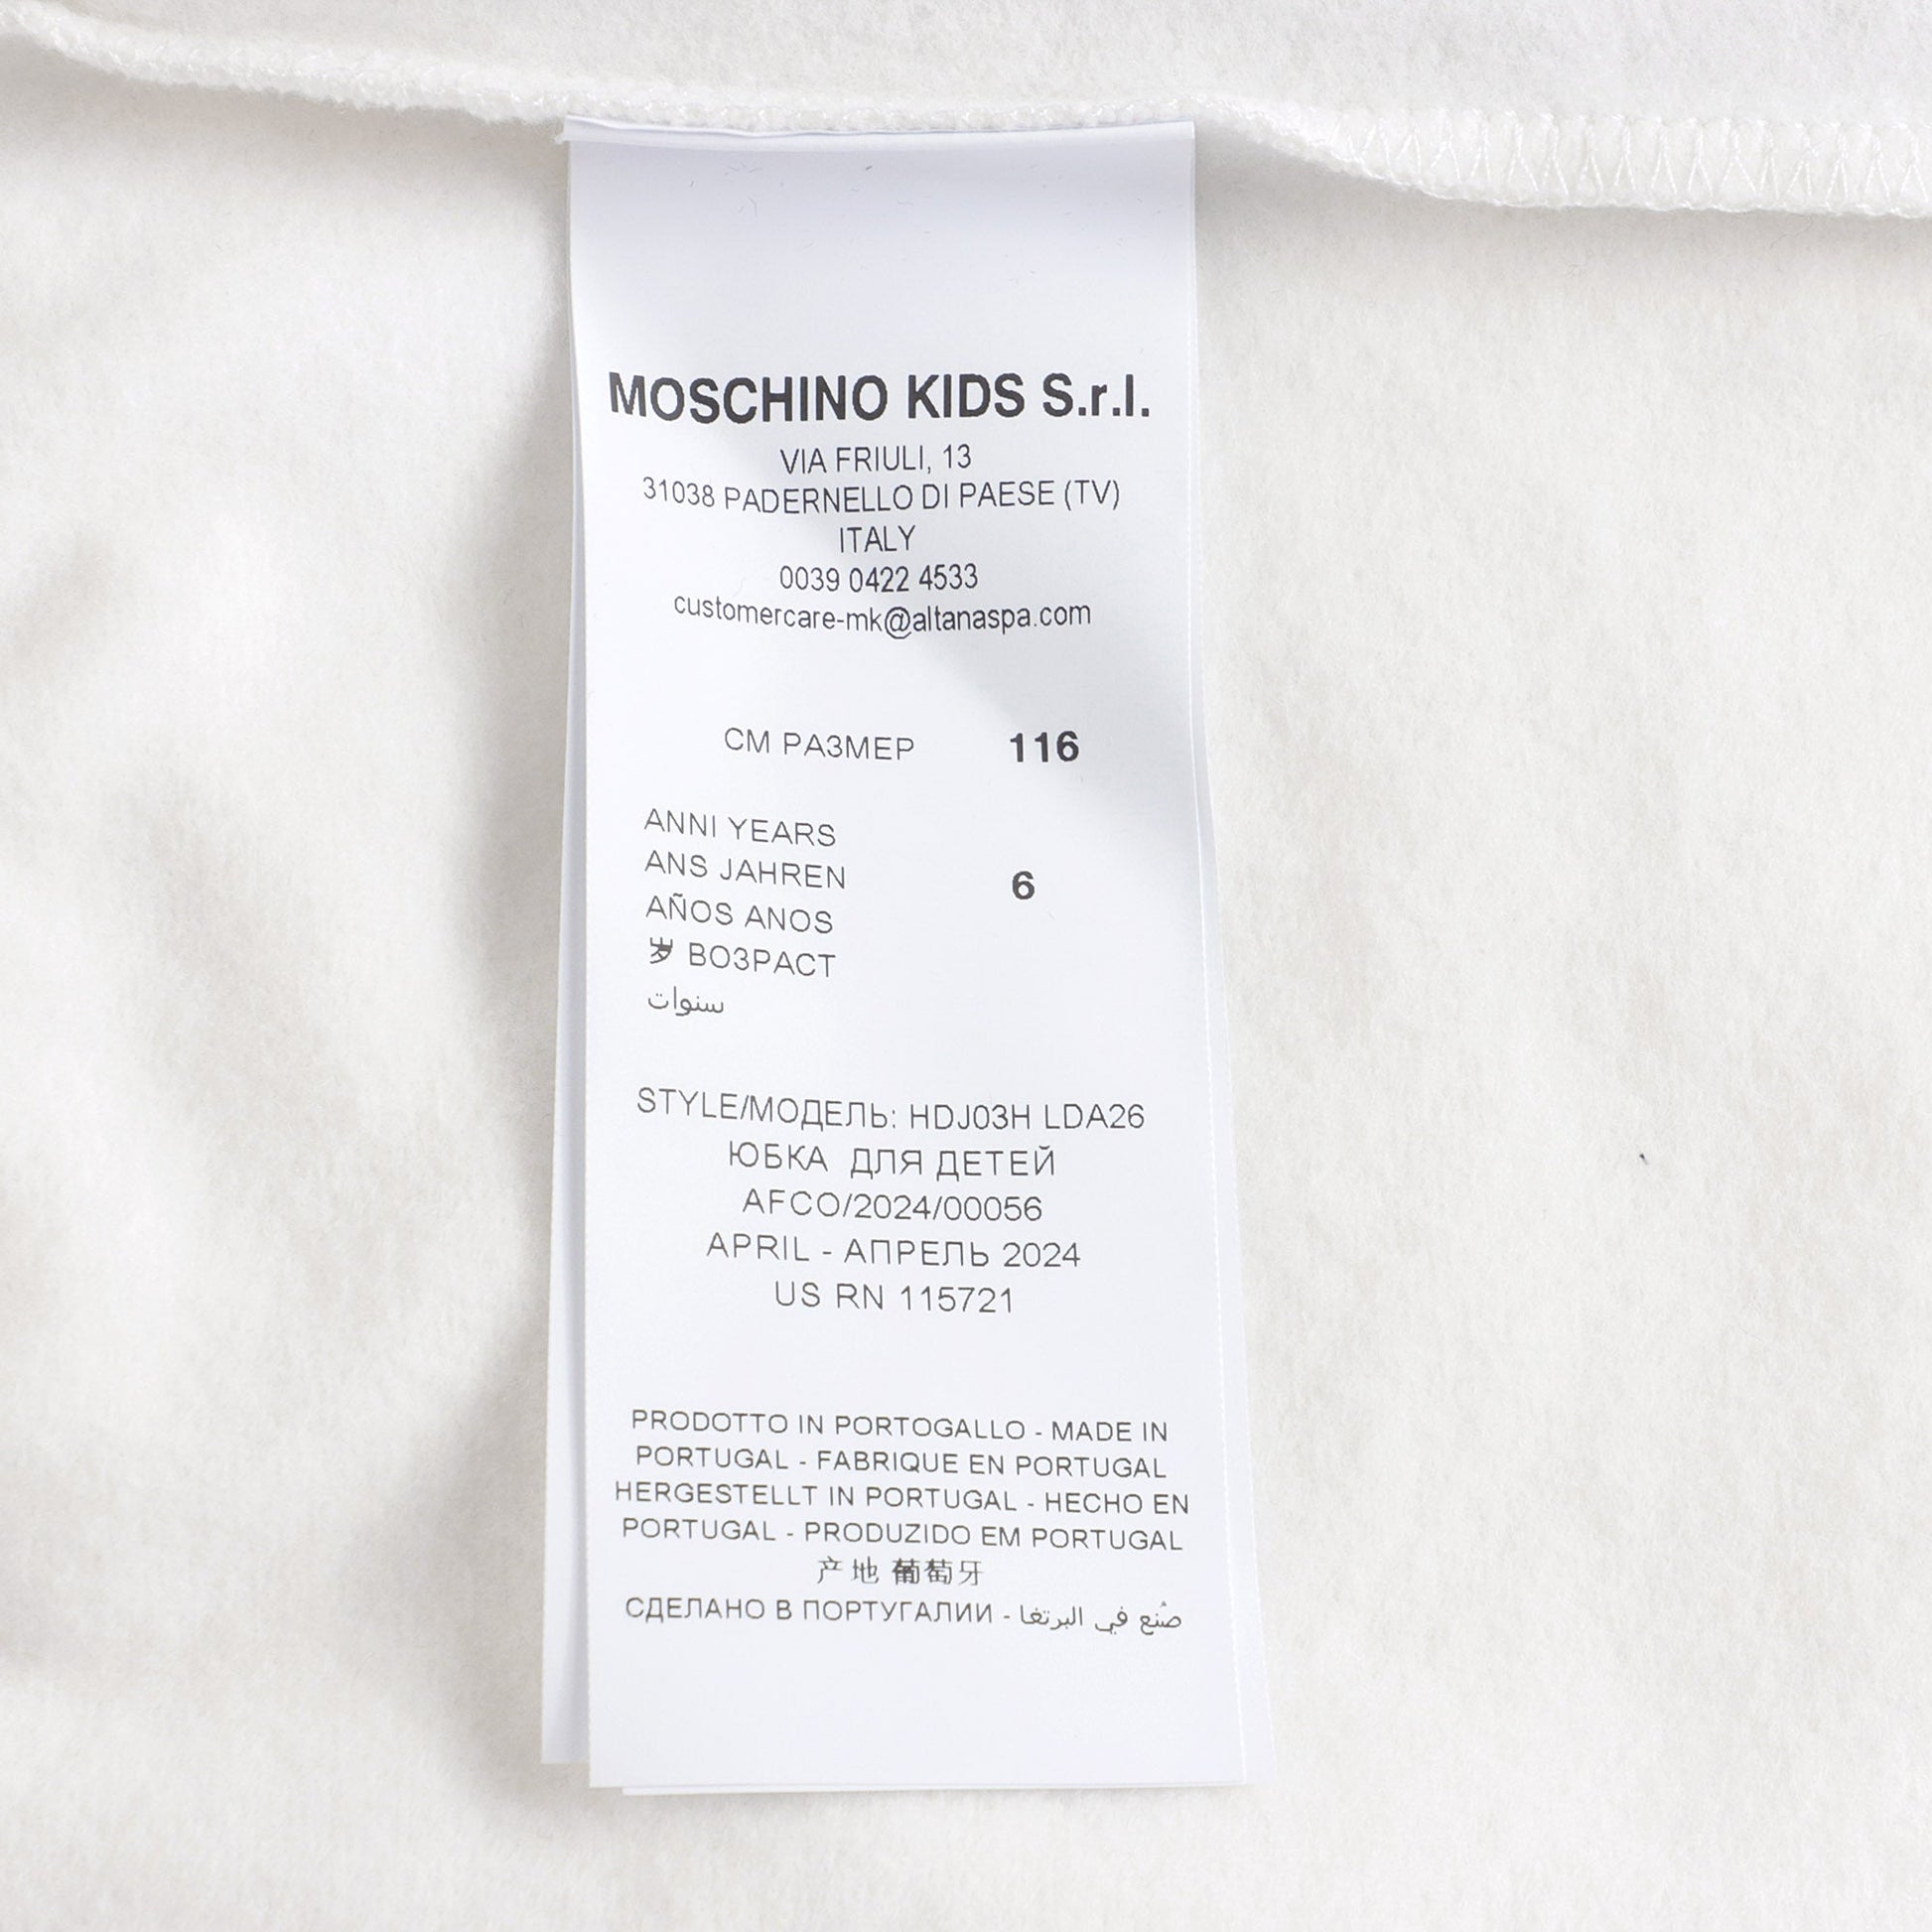 MOSCHINO KIDS S.r.l.
VIA FRIULI, 13
31038 PADERNELLO DI PAESE (TV)
ITALY
0039 0422 4533
customercare-mk@altanaspa.com
СМ РАЗМЕР 116
ANNI YEARS
ANS JAHREN 6
AÑOS ANOS
岁 ВОЗРАСТ
سنوات
STYLE/МОДЕЛЬ: HDJ03H LDA26
ЮБКА ДЛЯ ДЕТЕЙ
AFCO/2024/00056
APRIL - АПРЕЛЬ 2024
US RN 115721
PRODOTTO IN PORTOGALLO - MADE IN
PORTUGAL - FABRIQUE EN PORTUGAL
HERGESTELLT IN PORTUGAL - HECHO EN
PORTUGAL - PRODUZIDO EM PORTUGAL
产地 葡萄牙
СДЕЛАНО В ПОРТУГАЛИИ - صُنع في البرتغا